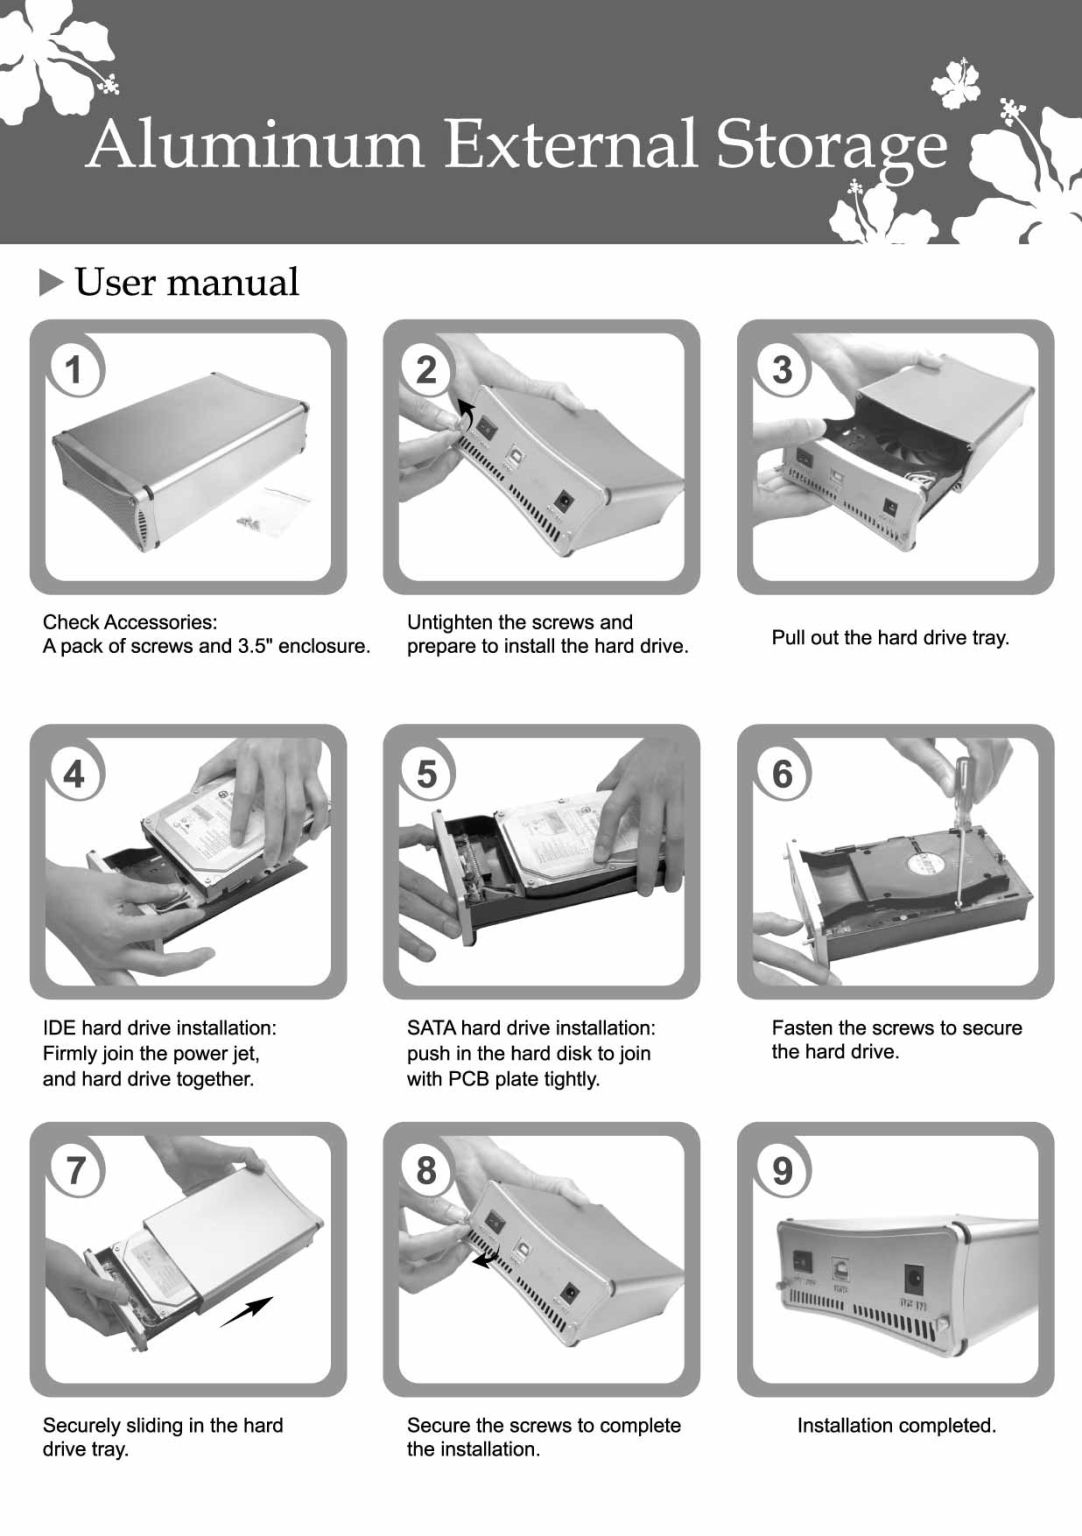 Aluminum External Storage
User manual
1
2
3
Check Accessories:
A pack of screws and 3.5" enclosure.
Untighten the screws and
prepare to install the hard drive.
Pull out the hard drive tray.
4
5
6
IDE hard drive installation:
Firmly join the power jet,
and hard drive together.
SATA hard drive installation:
push in the hard disk to join
with PCB plate tightly.
Fasten the screws to secure
the hard drive.
7
8
9
Securely sliding in the hard
drive tray.
Secure the screws to complete
the installation.
Installation completed.